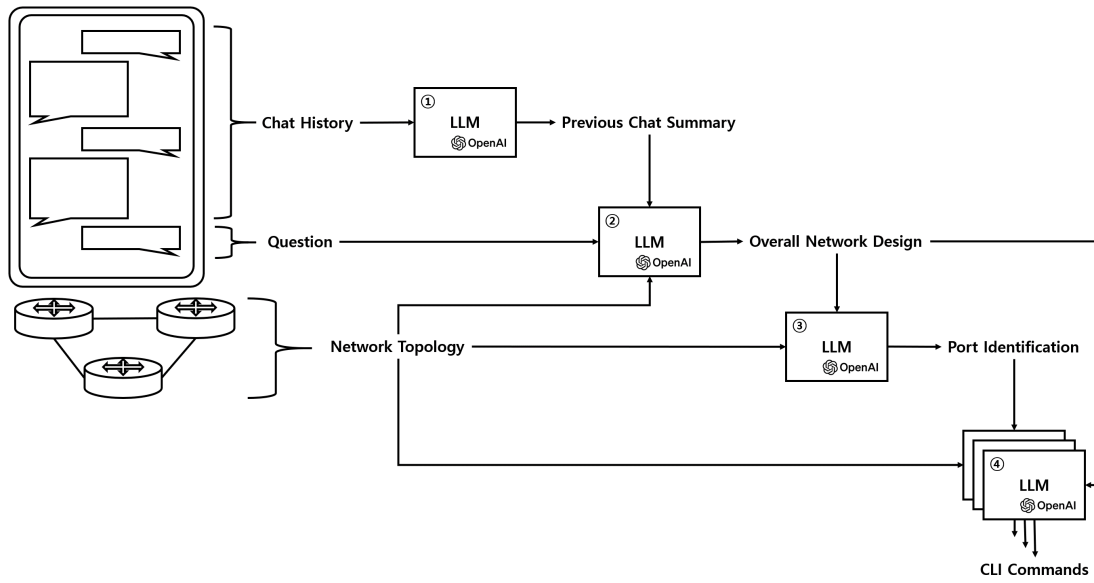 ①
LLM
OpenAI
Chat History
Previous Chat Summary
②
LLM
OpenAI
Question
Overall Network Design
③
LLM
OpenAI
Network Topology
Port Identification
④
LLM
OpenAI
CLI Commands